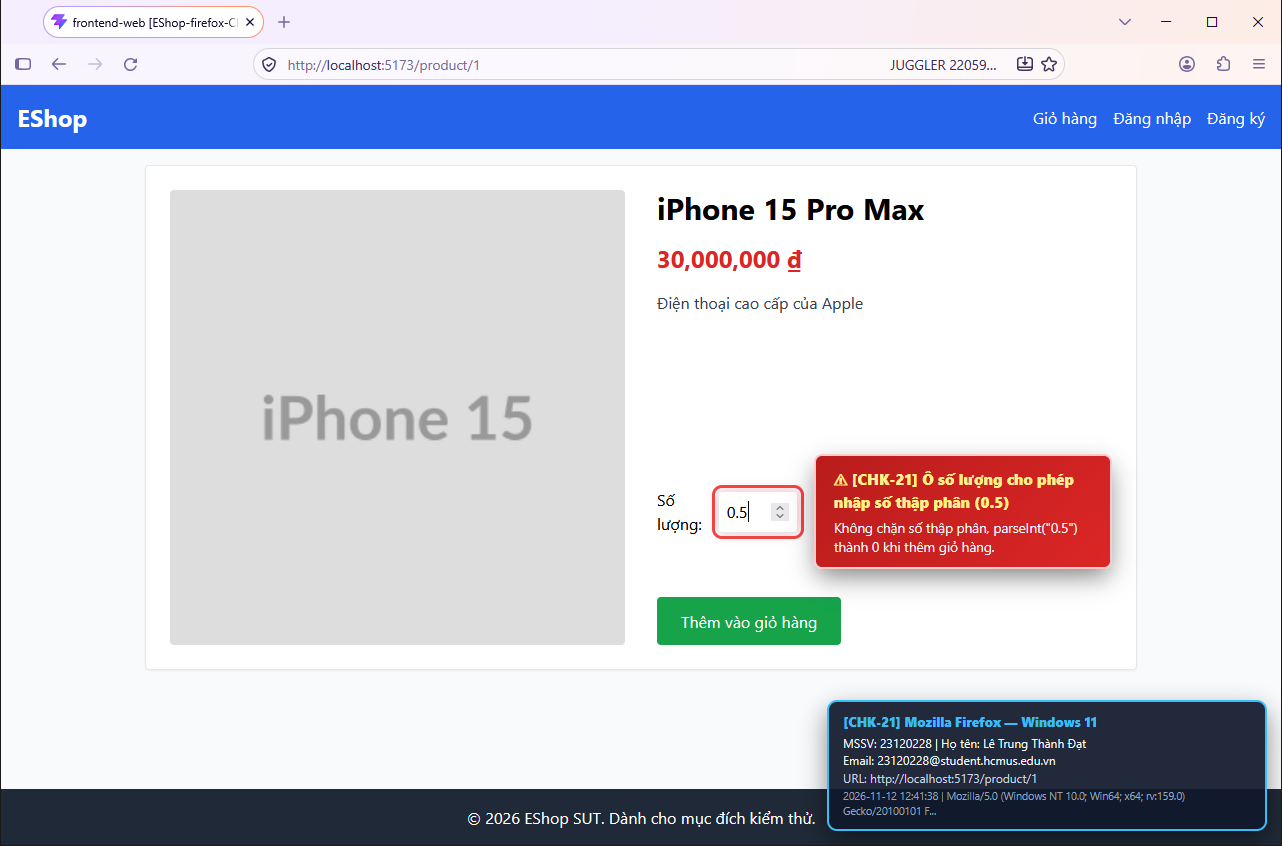 frontend-web [EShop-firefox-Cl
http://localhost:5173/product/1
JUGGLER 22059...
EShop
Giỏ hàng
Đăng nhập
Đăng ký
iPhone 15
iPhone 15 Pro Max
30,000,000 ₫
Điện thoại cao cấp của Apple
Số
lượng:
0.5
⚠ [CHK-21] Ô số lượng cho phép
nhập số thập phân (0.5)
Không chặn số thập phân, parseInt("0.5")
thành 0 khi thêm giỏ hàng.
Thêm vào giỏ hàng
[CHK-21] Mozilla Firefox — Windows 11
MSSV: 23120228 | Họ tên: Lê Trung Thành Đạt
Email: 23120228@student.hcmus.edu.vn
URL: http://localhost:5173/product/1
2026-11-12 12:41:38 | Mozilla/5.0 (Windows NT 10.0; Win64; x64; rv:159.0)
Gecko/20100101 F...
© 2026 EShop SUT. Dành cho mục đích kiểm thử.